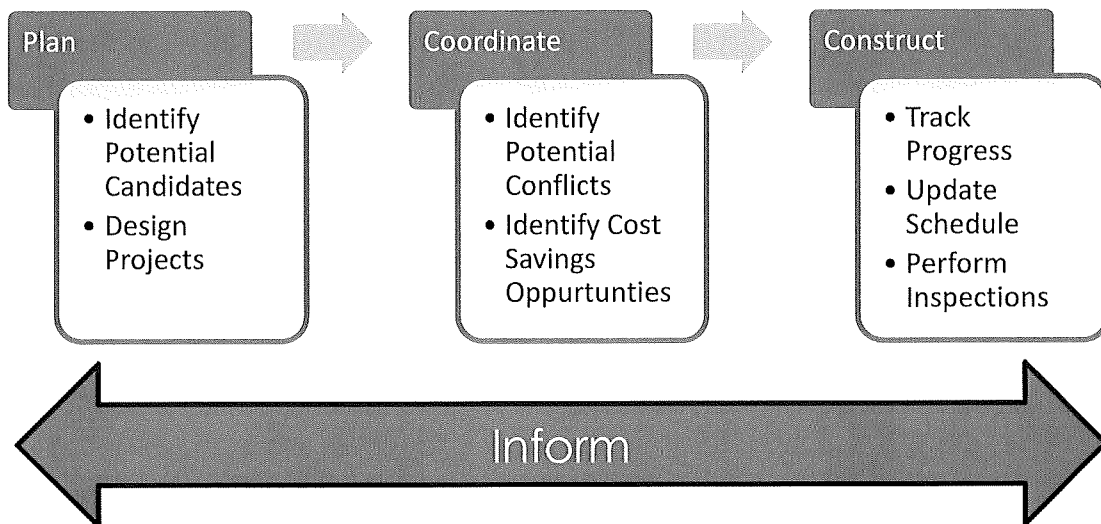 Plan
• Identify
Potential
Candidates
• Design
Projects
Coordinate
• Identify
Potential
Conflicts
• Identify Cost
Savings
Oppurtunties
Construct
• Track
Progress
• Update
Schedule
• Perform
Inspections
Inform